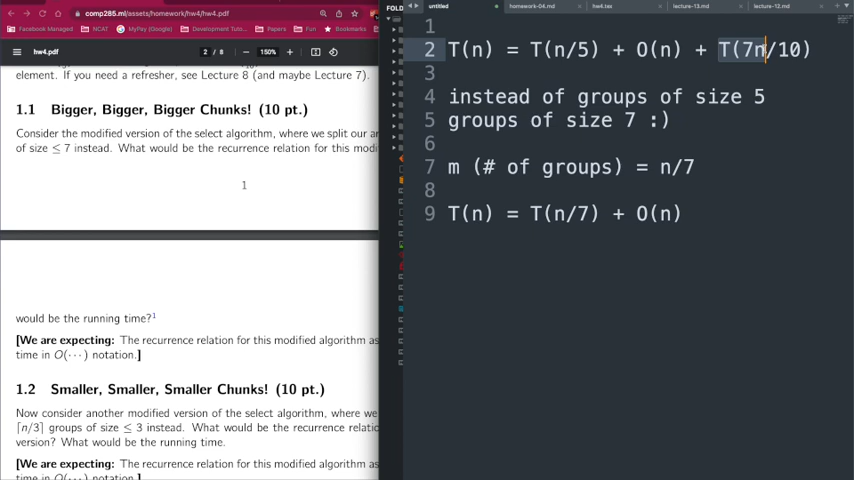 comp285.ml/assets/homework/hw4/hw4.pdf
Facebook Managed
NCAT
Development Tutor...
MyPay (Google)
Fun
Bookmarks
hw4.pdf
2 / 8
150%
element. If you need a refresher, see Lecture 8 (and maybe Lecture 7).
1.1 Bigger, Bigger, Bigger Chunks! (10 pt.)
Consider the modified version of the select algorithm, where we split our ar
of size ≤ 7 instead. What would be the recurrence relation for this modi
1
would be the running time?¹
[We are expecting: The recurrence relation for this modified algorithm as
time in O(···) notation.]
1.2 Smaller, Smaller, Smaller Chunks! (10 pt.)
Now consider another modified version of the select algorithm, where we
⌈n/3⌉ groups of size ≤ 3 instead. What would be the recurrence relatio
version? What would be the running time.
[We are expecting: The recurrence relation for this modified algorithm as
FOLD
untitled
homework-04.md
hw4.tex
lecture-13.md
lecture-12.md
1
2 T(n) = T(n/5) + O(n) + T(7n/10)
3
4 instead of groups of size 5
5 groups of size 7 :)
6
7 m (# of groups) = n/7
8
9 T(n) = T(n/7) + O(n)